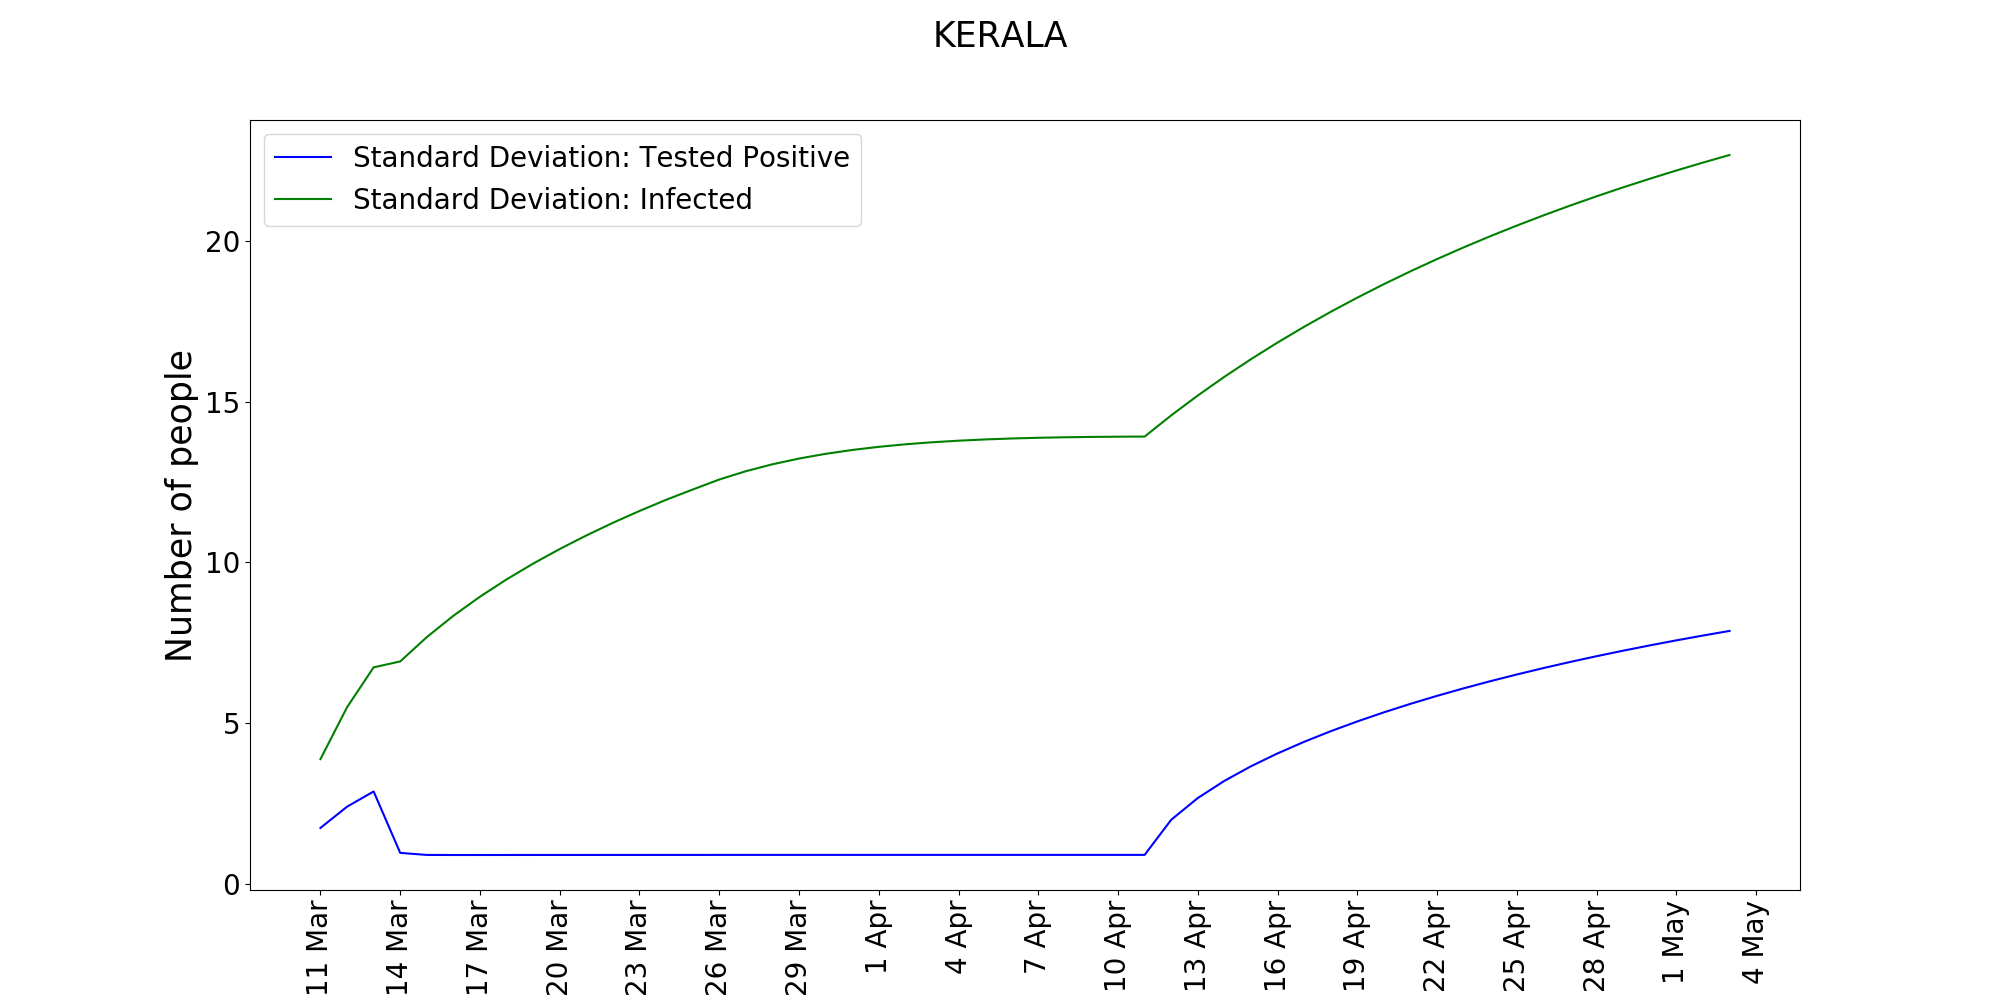 KERALA
Standard Deviation: Tested Positive
Standard Deviation: Infected
Number of people
20
15
10
5
0
11 Mar
14 Mar
17 Mar
20 Mar
23 Mar
26 Mar
29 Mar
1 Apr
4 Apr
7 Apr
10 Apr
13 Apr
16 Apr
19 Apr
22 Apr
25 Apr
28 Apr
1 May
4 May